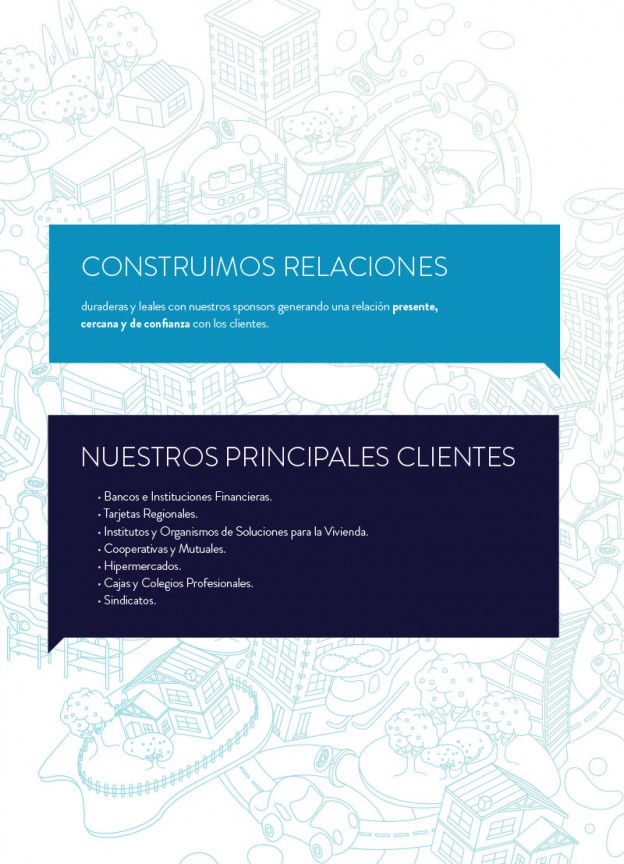 CONSTRUIMOS RELACIONES
duraderas y leales con nuestros sponsors generando una relación presente,
cercana y de confianza con los clientes.
NUESTROS PRINCIPALES CLIENTES
• Bancos e Instituciones Financieras.
• Tarjetas Regionales.
• Institutos y Organismos de Soluciones para la Vivienda.
• Cooperativas y Mutuales.
• Hipermercados.
• Cajas y Colegios Profesionales.
• Sindicatos.